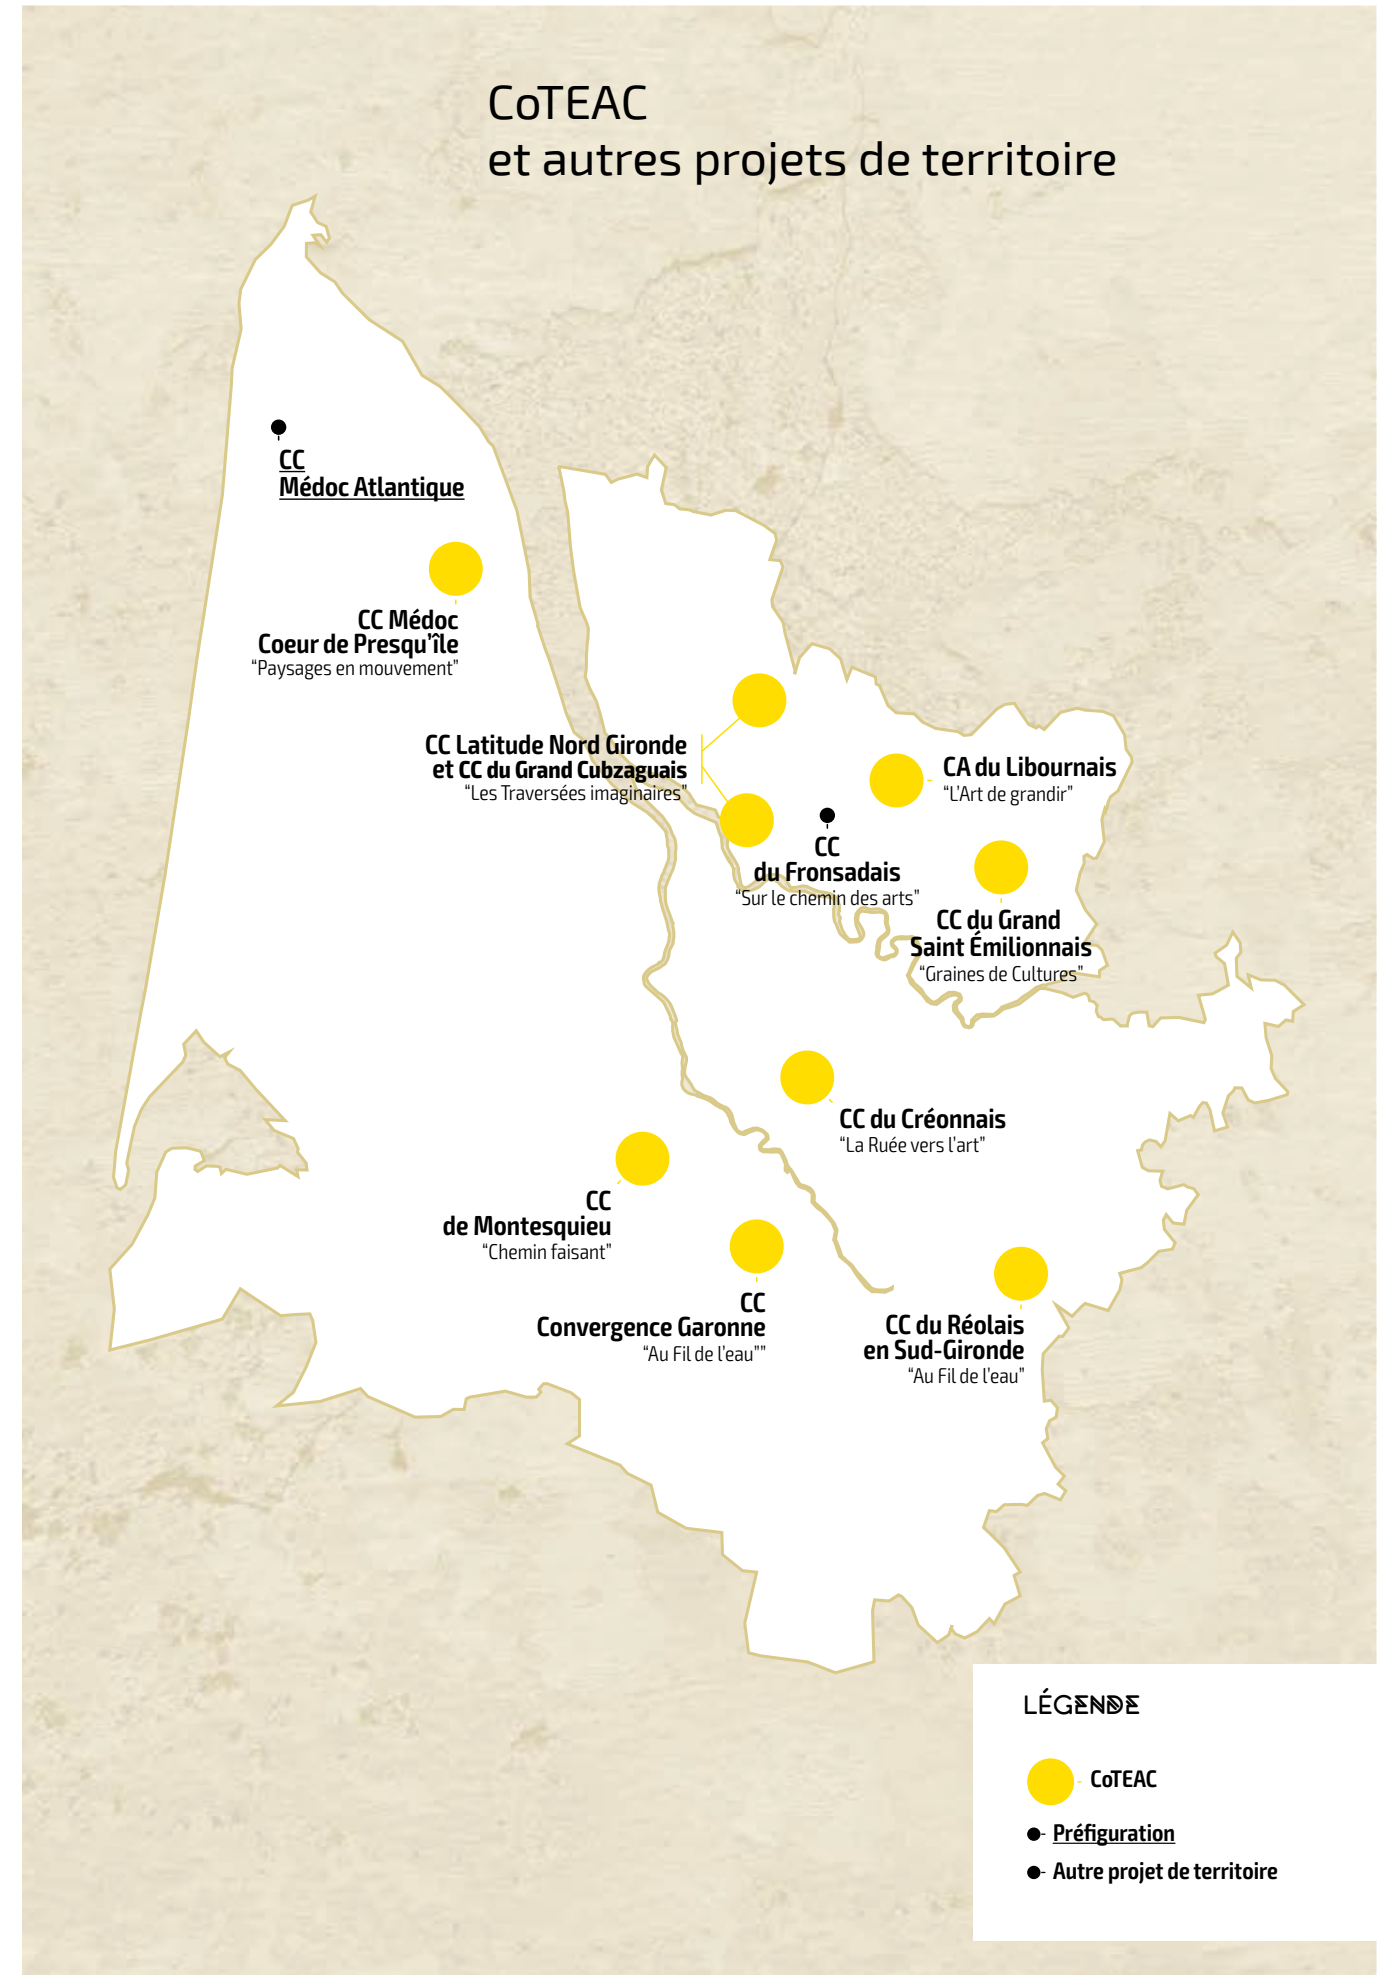 CoTEAC
et autres projets de territoire
CC
Médoc Atlantique
CC Médoc
Coeur de Presqu'île
“Paysages en mouvement”
CC Latitude Nord Gironde
et CC du Grand Cubzaguais
“Les Traversées imaginaires”
CA du Libournais
“L'Art de grandir”
CC
du Fronsadais
“Sur le chemin des arts”
CC du Grand
Saint Émilionnais
“Graines de Cultures”
CC du Créonnais
“La Ruée vers l'art”
CC
de Montesquieu
“Chemin faisant”
CC
Convergence Garonne
“Au Fil de l'eau””
CC du Réolais
en Sud-Gironde
“Au Fil de l'eau”
LÉGENDE
CoTEAC
Préfiguration
Autre projet de territoire